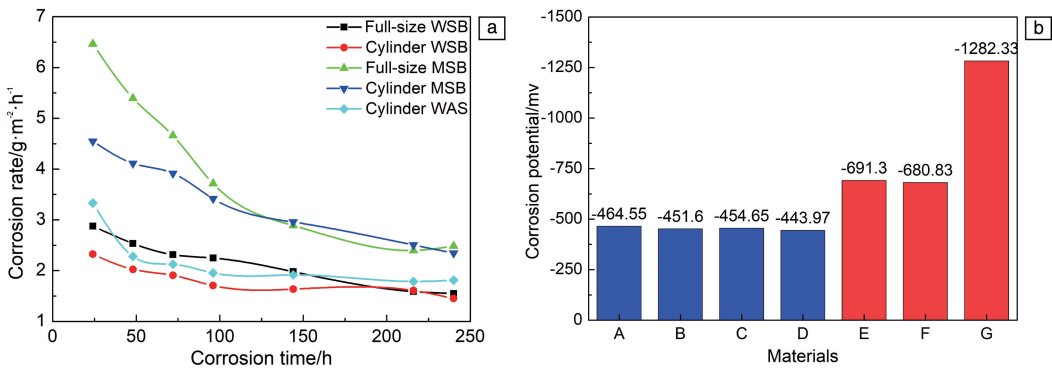 7
6
5
4
3
2
1
Corrosion rate/g·m⁻²·h⁻¹
0
50
100
150
200
250
Corrosion time/h
Full-size WSB
Cylinder WSB
Full-size MSB
Cylinder MSB
Cylinder WAS
a
-1500
-1250
-1000
-750
-500
-250
0
Corrosion potential/mv
-464.55
-451.6
-454.65
-443.97
-691.3
-680.83
-1282.33
A
B
C
D
E
F
G
Materials
b